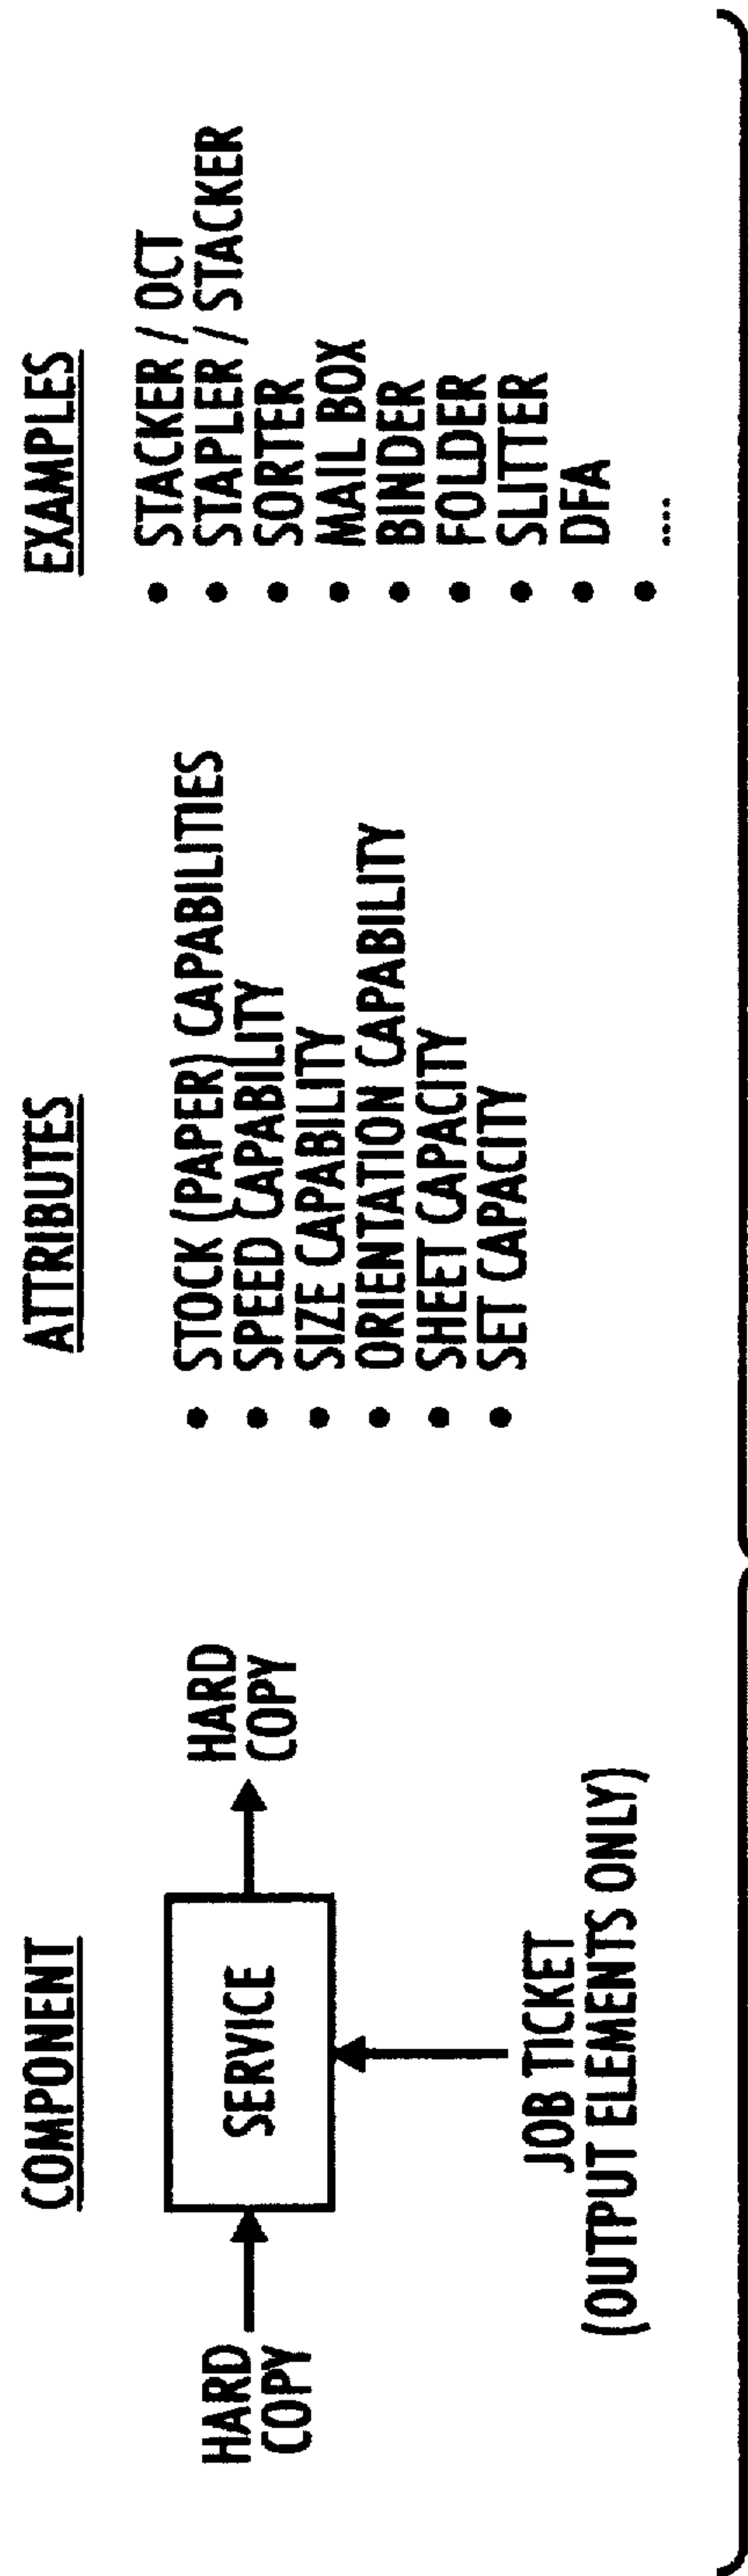 COMPONENT
HARD
COPY
SERVICE
HARD
COPY
JOB TICKET
(OUTPUT ELEMENTS ONLY)
ATTRIBUTES
• STOCK (PAPER) CAPABILITIES
• SPEED CAPABILITY
• SIZE CAPABILITY
• ORIENTATION CAPABILITY
• SHEET CAPACITY
• SET CAPACITY
EXAMPLES
• STACKER / OCT
• STAPLER / STACKER
• SORTER
• MAIL BOX
• BINDER
• FOLDER
• SLITTER
• DFA
• ....